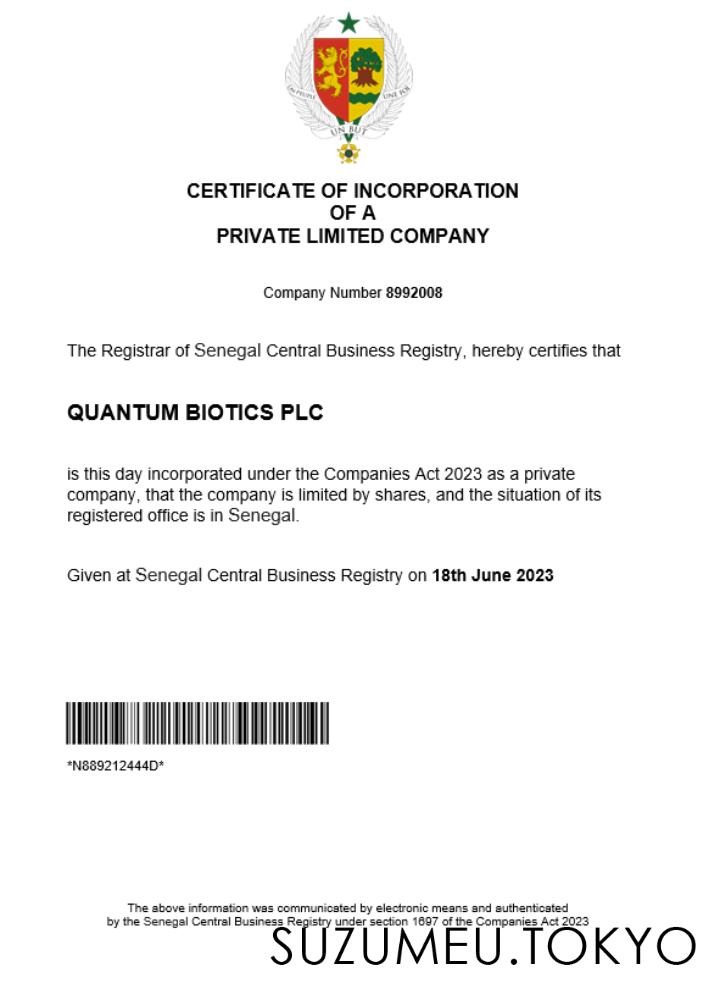 UN PEUPLE
UNE FOI
UN BUT
CERTIFICATE OF INCORPORATION
OF A
PRIVATE LIMITED COMPANY
Company Number 8992008
The Registrar of Senegal Central Business Registry, hereby certifies that
QUANTUM BIOTICS PLC
is this day incorporated under the Companies Act 2023 as a private
company, that the company is limited by shares, and the situation of its
registered office is in Senegal.
Given at Senegal Central Business Registry on 18th June 2023
*N889212444D*
The above information was communicated by electronic means and authenticated
by the Senegal Central Business Registry under section 1697 of the Companies Act 2023
SUZUMEU.TOKYO